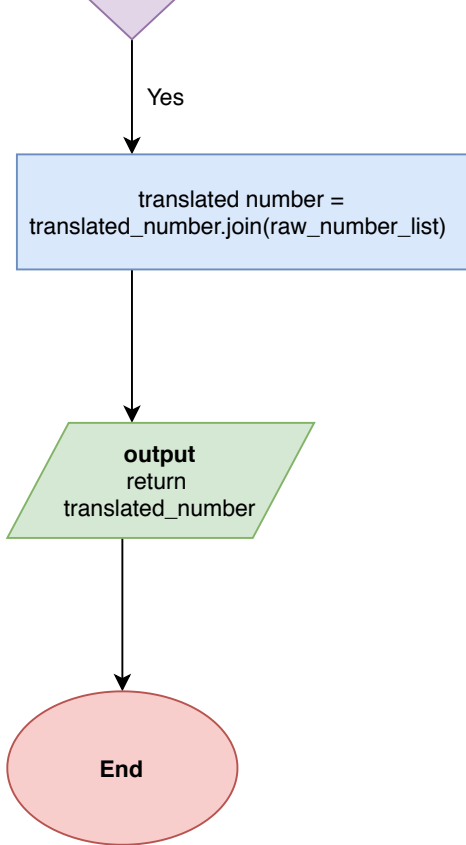 Yes
translated number =
translated_number.join(raw_number_list)
output
return
translated_number
End